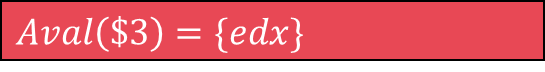 Aval($3) = {edx}